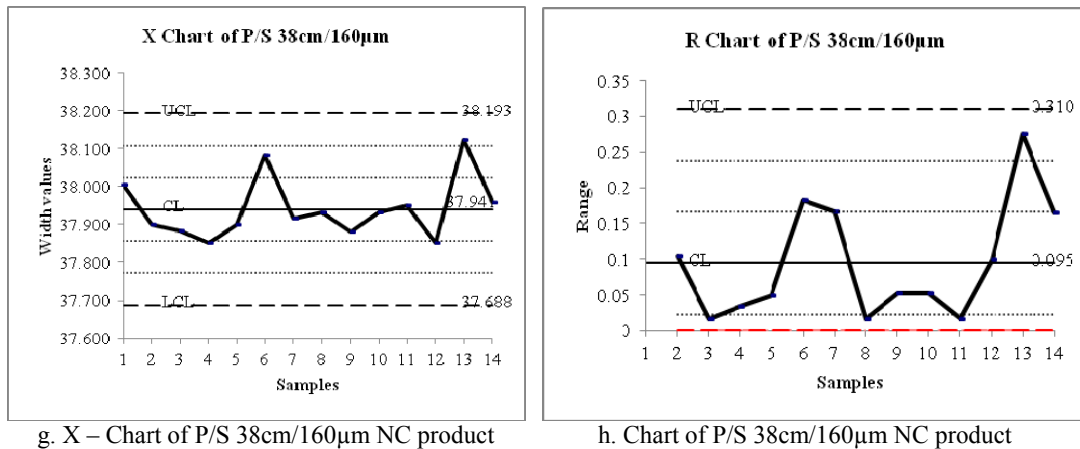 X Chart of P/S 38cm/160µm
38.300
38.200
38.100
38.000
37.900
37.800
37.700
37.600
Width values
UCL
38.193
CL
37.941
LCL
37.688
1 2 3 4 5 6 7 8 9 10 11 12 13 14
Samples
R Chart of P/S 38cm/160µm
0.35
0.3
0.25
0.2
0.15
0.1
0.05
0
Range
UCL
0.310
CL
0.095
1 2 3 4 5 6 7 8 9 10 11 12 13 14
Samples
g. X – Chart of P/S 38cm/160µm NC product
h. Chart of P/S 38cm/160µm NC product